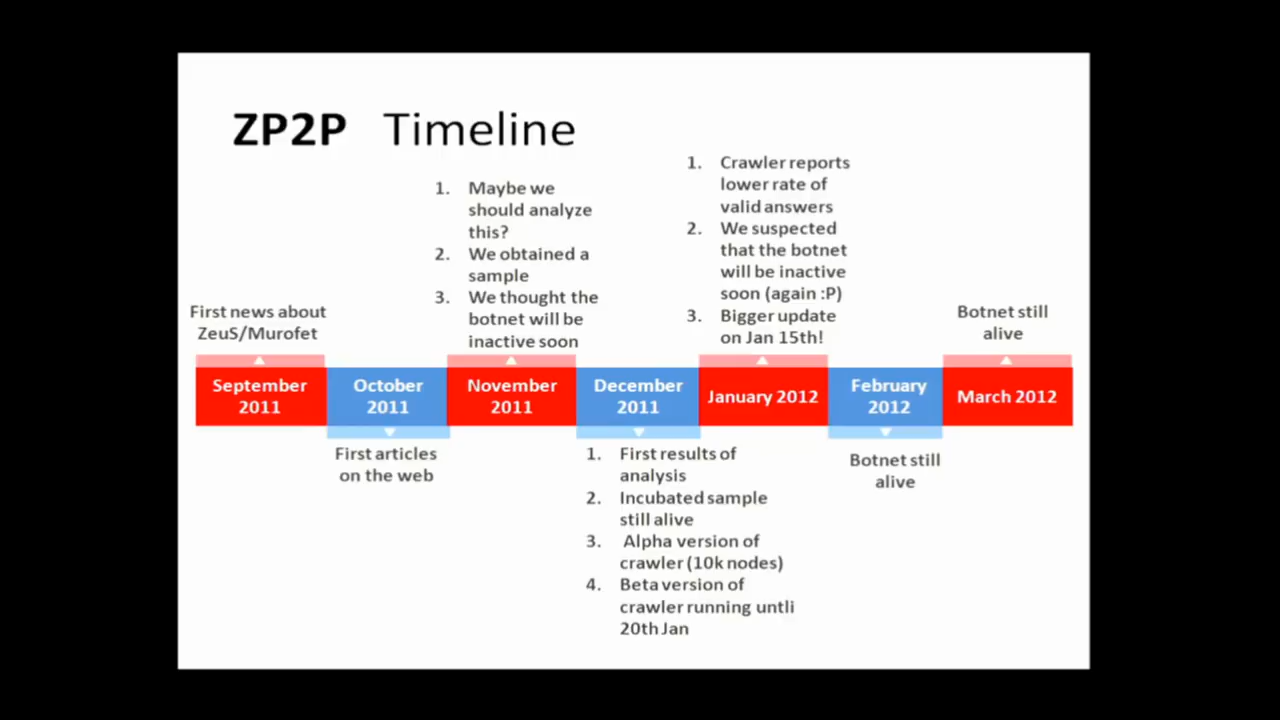 ZP2P Timeline
First news about
ZeuS/Murofet
September
2011
October
2011
First articles
on the web
1. Maybe we
should analyze
this?
2. We obtained a
sample
3. We thought the
botnet will be
inactive soon
November
2011
December
2011
1. First results of
analysis
2. Incubated sample
still alive
3. Alpha version of
crawler (10k nodes)
4. Beta version of
crawler running untli
20th Jan
1. Crawler reports
lower rate of
valid answers
2. We suspected
that the botnet
will be inactive
soon (again :P)
3. Bigger update
on Jan 15th!
January 2012
February
2012
Botnet still
alive
Botnet still
alive
March 2012